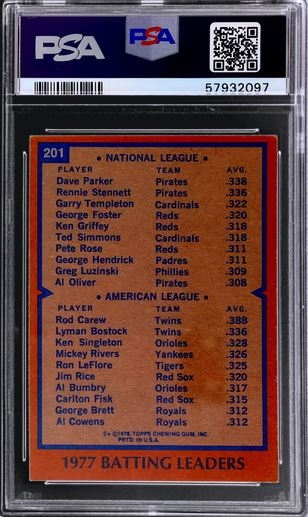 PSA
PSA
57932097
201
• NATIONAL LEAGUE •
PLAYER TEAM AVG.
Dave Parker Pirates .338
Rennie Stennett Pirates .336
Garry Templeton Cardinals .322
George Foster Reds .320
Ken Griffey Reds .318
Ted Simmons Cardinals .318
Pete Rose Reds .311
George Hendrick Padres .311
Greg Luzinski Phillies .309
Al Oliver Pirates .308
• AMERICAN LEAGUE •
PLAYER TEAM AVG.
Rod Carew Twins .388
Lyman Bostock Twins .336
Ken Singleton Orioles .328
Mickey Rivers Yankees .326
Ron LeFlore Tigers .325
Jim Rice Red Sox .320
Al Bumbry Orioles .317
Carlton Fisk Red Sox .315
George Brett Royals .312
Al Cowens Royals .312
D* ©1978, TOPPS CHEWING GUM, INC.
PRTD. IN U.S.A.
1977 BATTING LEADERS